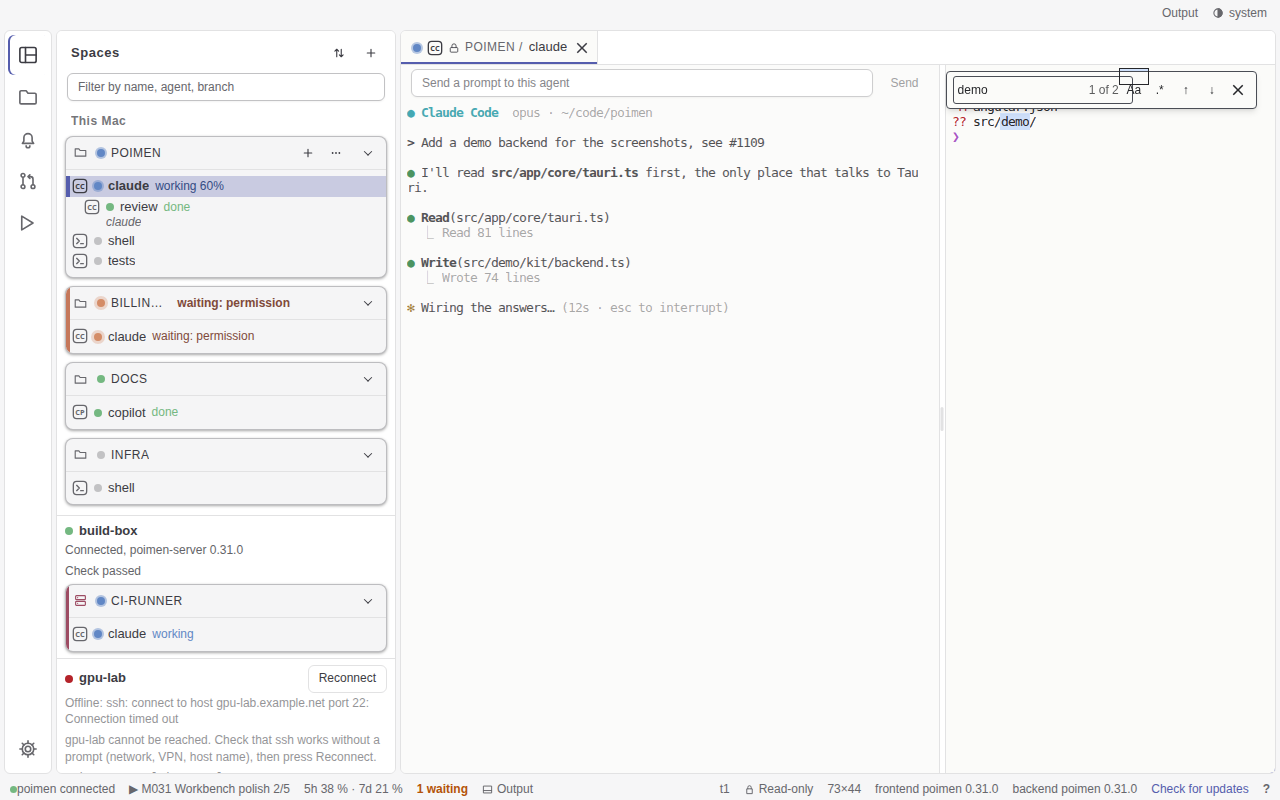 Output system
Spaces
Filter by name, agent, branch
This Mac
POIMEN
CC claude working 60%
CC review done
claude
shell
tests
BILLIN… waiting: permission
CC claude waiting: permission
DOCS
CP copilot done
INFRA
shell
build-box
Connected, poimen-server 0.31.0
Check passed
CI-RUNNER
CC claude working
gpu-lab
Reconnect
Offline: ssh: connect to host gpu-lab.example.net port 22:
Connection timed out
gpu-lab cannot be reached. Check that ssh works without a
prompt (network, VPN, host name), then press Reconnect.
CC POIMEN / claude
Send a prompt to this agent
Send
● Claude Code opus · ~/code/poimen
> Add a demo backend for the screenshots, see #1109
● I'll read src/app/core/tauri.ts first, the only place that talks to Tau
ri.
● Read(src/app/core/tauri.ts)
⎿ Read 81 lines
● Write(src/demo/kit/backend.ts)
⎿ Wrote 74 lines
✻ Wiring the answers… (12s · esc to interrupt)
demo 1 of 2 Aa .* ↑ ↓
?? src/demo/
❯
poimen connected ▶ M031 Workbench polish 2/5 5h 38 % · 7d 21 % 1 waiting Output t1 Read-only 73×44 frontend poimen 0.31.0 backend poimen 0.31.0 Check for updates ?